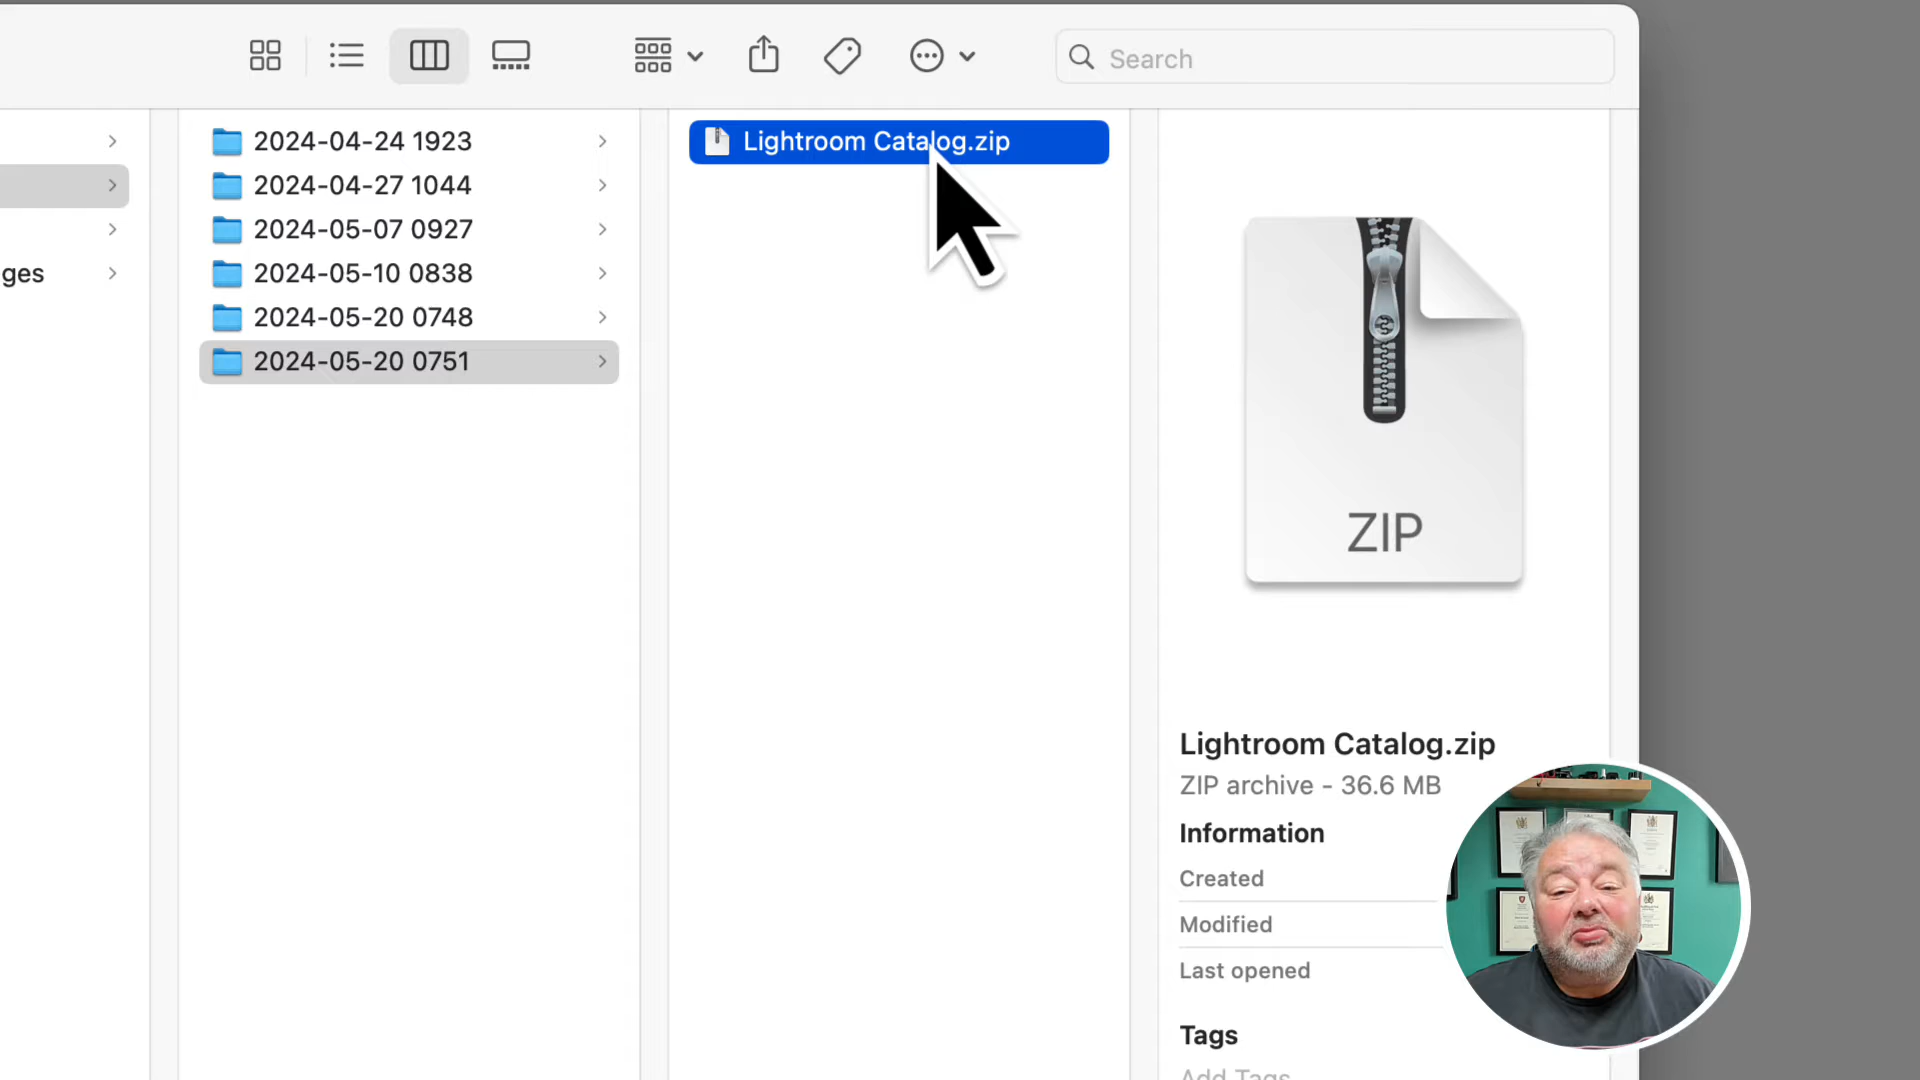 Search
ges
2024-04-24 1923
2024-04-27 1044
2024-05-07 0927
2024-05-10 0838
2024-05-20 0748
2024-05-20 0751
Lightroom Catalog.zip
ZIP
Lightroom Catalog.zip
ZIP archive - 36.6 MB
Information
Created
Modified
Last opened
Tags
Add Tags